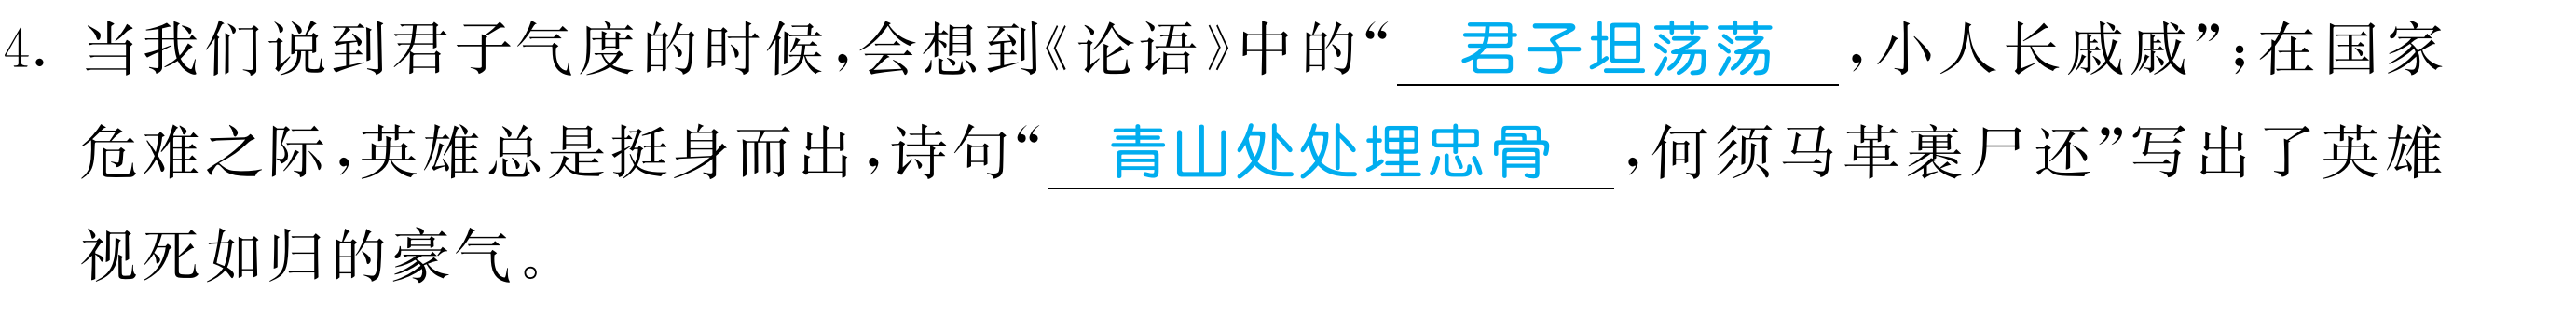 4. 当我们说到君子气度的时候,会想到《论语》中的“君子坦荡荡,小人长戚戚”;在国家
危难之际,英雄总是挺身而出,诗句“青山处处埋忠骨,何须马革裹尸还”写出了英雄
视死如归的豪气。